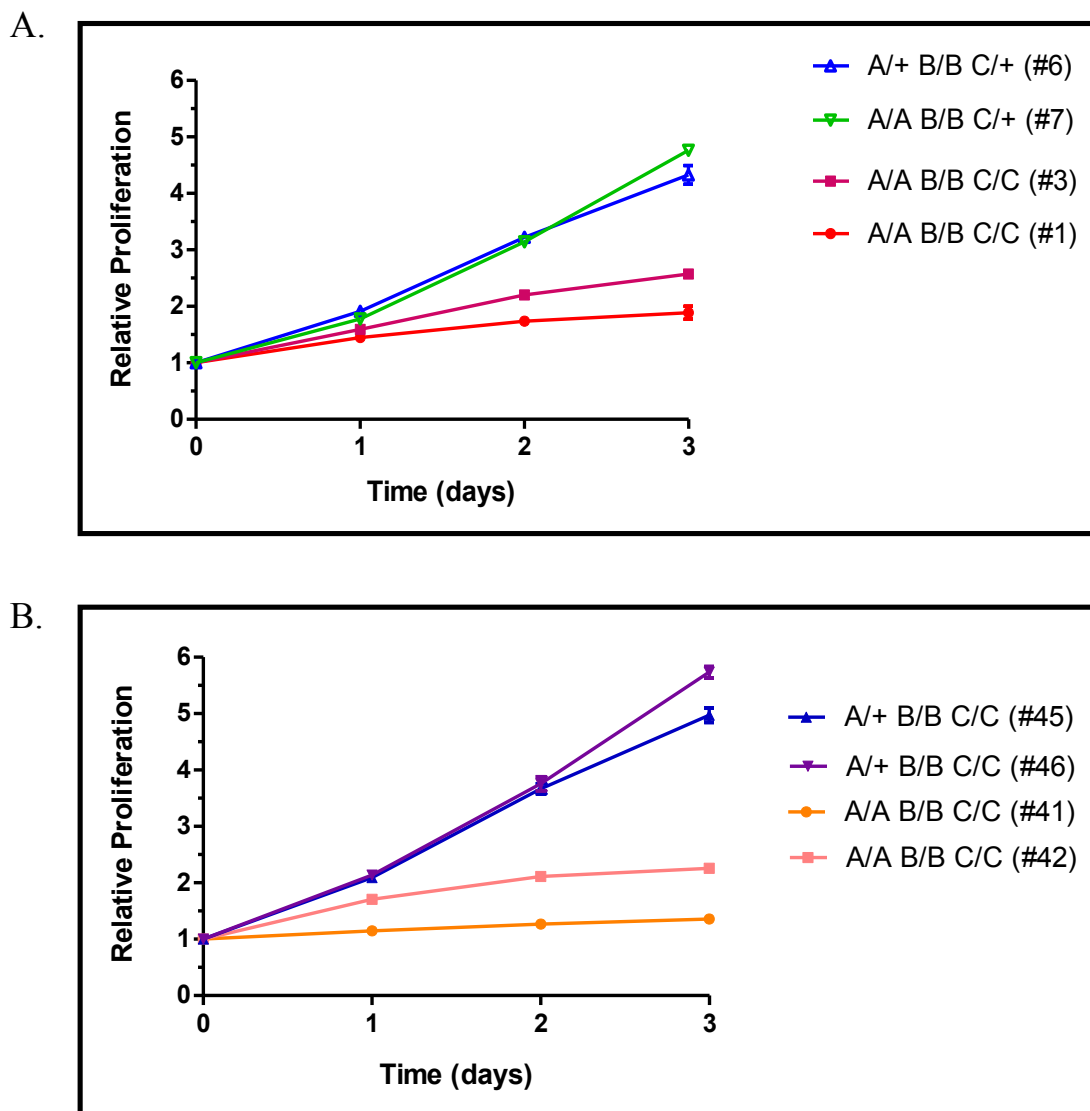 A.
Relative Proliferation
6
5
4
3
2
1
0
0 1 2 3
Time (days)
A/+ B/B C/+ (#6)
A/A B/B C/+ (#7)
A/A B/B C/C (#3)
A/A B/B C/C (#1)
B.
Relative Proliferation
6
5
4
3
2
1
0
0 1 2 3
Time (days)
A/+ B/B C/C (#45)
A/+ B/B C/C (#46)
A/A B/B C/C (#41)
A/A B/B C/C (#42)